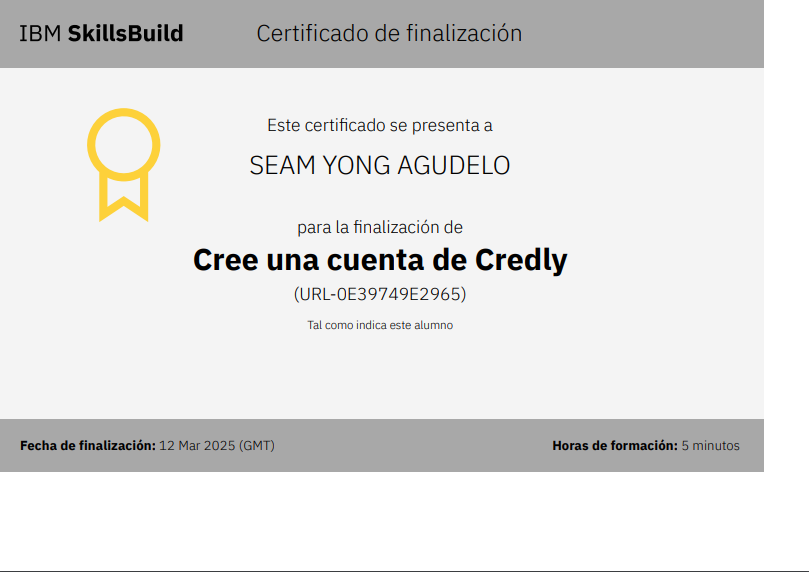 IBM SkillsBuild
Certificado de finalización
Este certificado se presenta a
SEAM YONG AGUDELO
para la finalización de
Cree una cuenta de Credly
(URL-0E39749E2965)
Tal como indica este alumno
Fecha de finalización: 12 Mar 2025 (GMT)
Horas de formación: 5 minutos